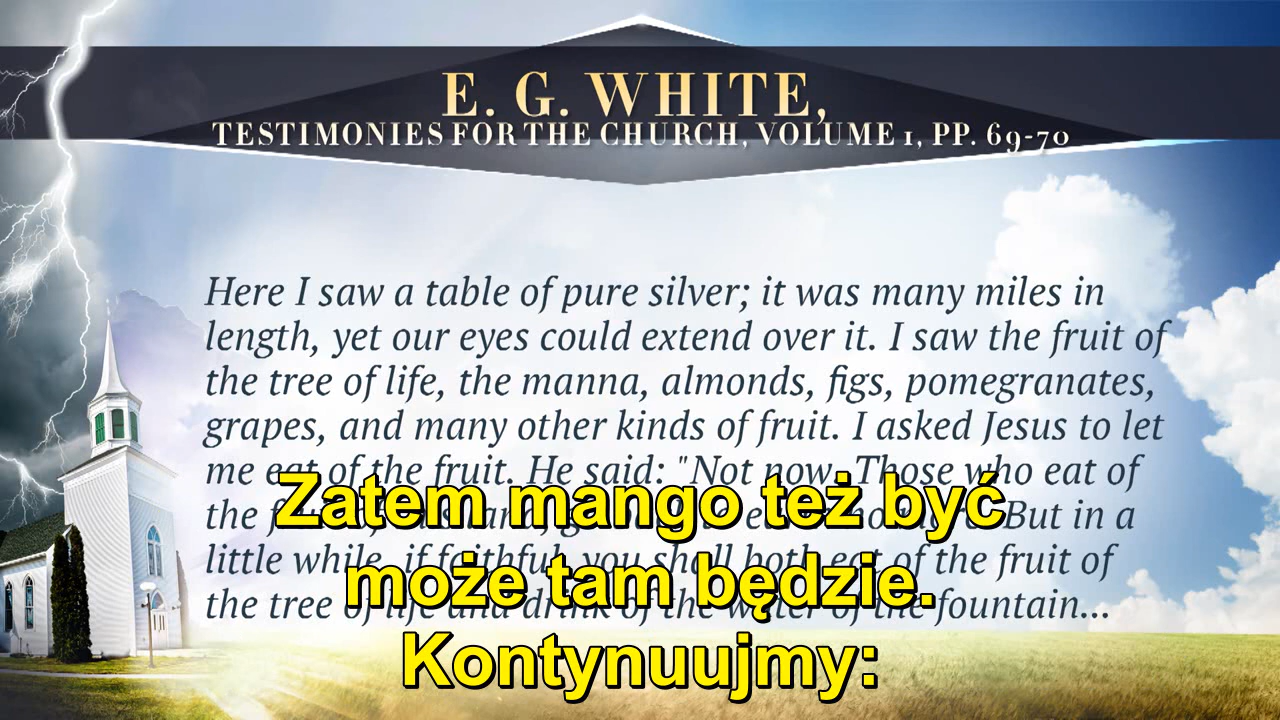 E. G. WHITE,
TESTIMONIES FOR THE CHURCH, VOLUME 1, PP. 69-70
Here I saw a table of pure silver; it was many miles in
length, yet our eyes could extend over it. I saw the fruit of
the tree of life, the manna, almonds, figs, pomegranates,
grapes, and many other kinds of fruit. I asked Jesus to let
me eat of the fruit. He said: "Not now. Those who eat of
the But in a
little while, if faithful, you shall both eat of the fruit of
the tree of life and drink of the water of the fountain...
Zatem mango też być
może tam będzie.
Kontynuujmy: